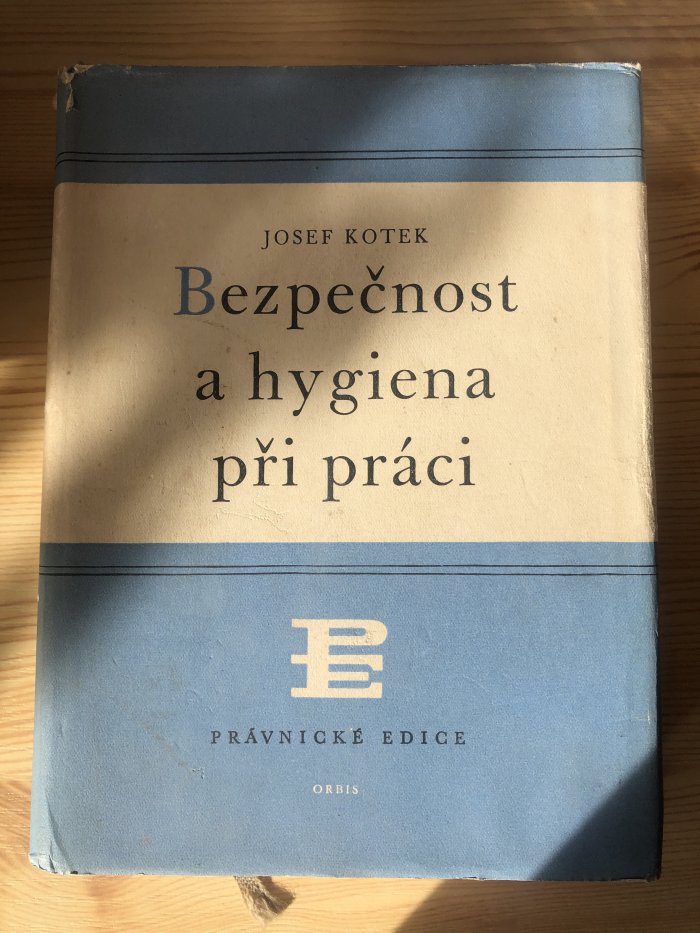 JOSEF KOTEK
Bezpečnost
a hygiena
při práci
PE
PRÁVNICKÉ EDICE
ORBIS